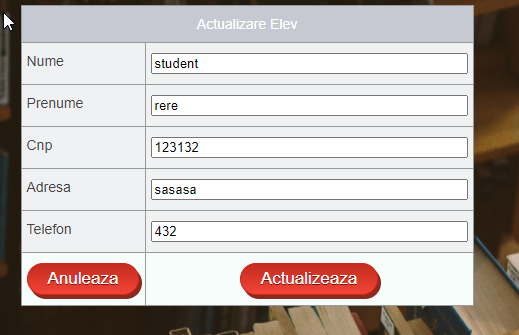 Actualizare Elev
Nume student
Prenume rere
Cnp 123132
Adresa sasasa
Telefon 432
Anuleaza Actualizeaza